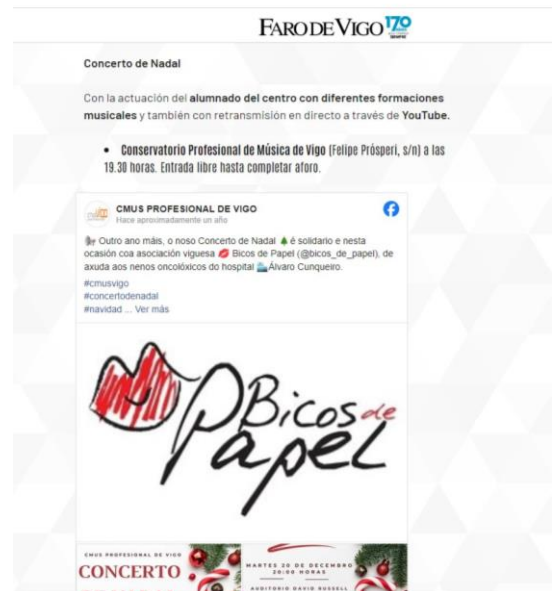 FARO DE VIGO 170
Concerto de Nadal
Con la actuación del alumnado del centro con diferentes formaciones
musicales y también con retransmisión en directo a través de YouTube.
• Conservatorio Profesional de Música de Vigo (Felipe Prósperi, s/n) a las
19.30 horas. Entrada libre hasta completar aforo.
CMUS PROFESIONAL DE VIGO
Hace aproximadamente un año
Outro ano máis, o noso Concerto de Nadal 🌲é solidario e nesta
ocasión coa asociación viguesa 💋 Bicos de Papel (@bicos_de_papel), de
axuda aos nenos oncolóxicos do hospital 🏥Álvaro Cunqueiro.
#cmusvigo
#concertodenadal
#navidad ... Ver más
Bicos de
Papel
CMUS PROFESIONAL DE VIGO
CONCERTO
MARTES 20 DE DECEMBRO
20:00 HORAS
AUDITORIO DAVID RUSSELL